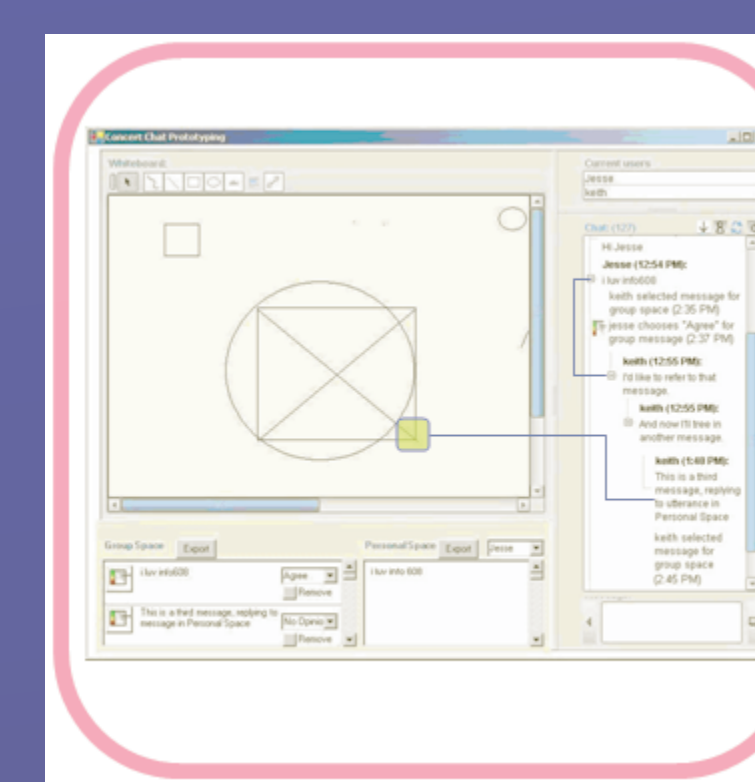 Concert Chat Prototyping
Whiteboard:
Current users
Jesse
keith
Chat: (127)
Hi Jesse
Jesse (12:54 PM):
i luv info608
keith selected message for
group space (2:35 PM)
jesse chooses "Agree" for
group message (2:37 PM)
keith (12:55 PM):
I'd like to refer to that
message.
keith (12:55 PM):
And now I'll tree in
another message.
keith (1:40 PM):
This is a third
message, replying
to utterance in
Personal Space
keith selected
message for
group space
(2:45 PM)
Group Space
Export
i luv info608
Agree
Remove
This is a third message, replying to
message in Personal Space
No Opinio
Remove
Personal Space
Export
Jesse
i luv info 608